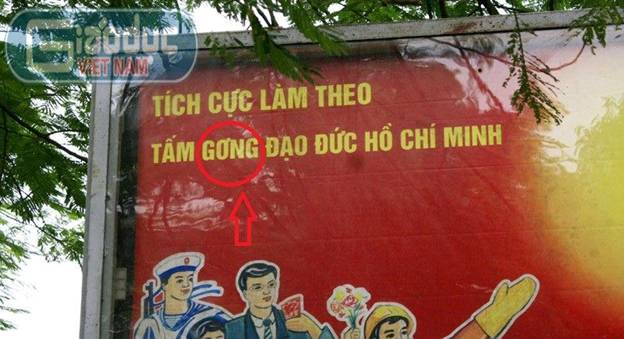 Giáo dục
VIỆT NAM
TÍCH CỰC LÀM THEO
TẤM GƠNG ĐẠO ĐỨC HỒ CHÍ MINH